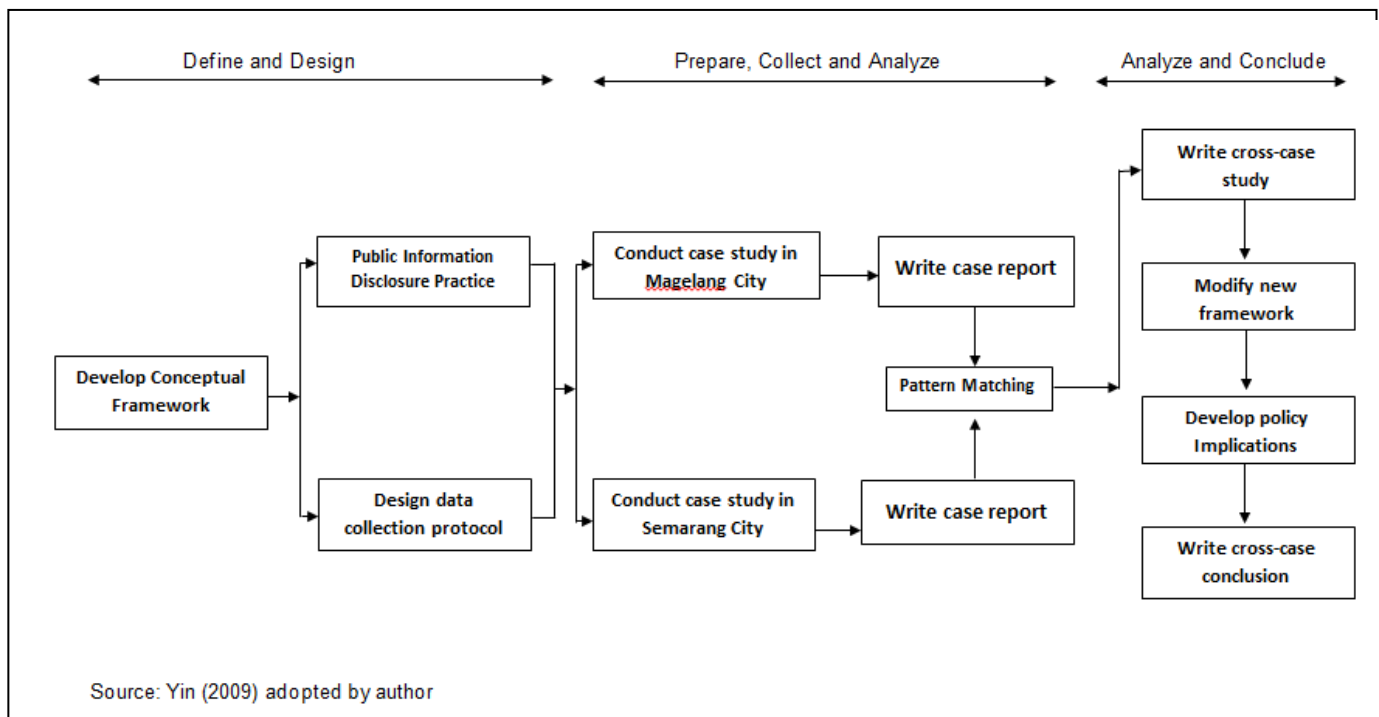 Define and Design
Prepare, Collect and Analyze
Analyze and Conclude
Develop Conceptual
Framework
Public Information
Disclosure Practice
Design data
collection protocol
Conduct case study in
Magelang City
Conduct case study in
Semarang City
Write case report
Pattern Matching
Write case report
Write cross-case
study
Modify new
framework
Develop policy
Implications
Write cross-case
conclusion
Source: Yin (2009) adopted by author